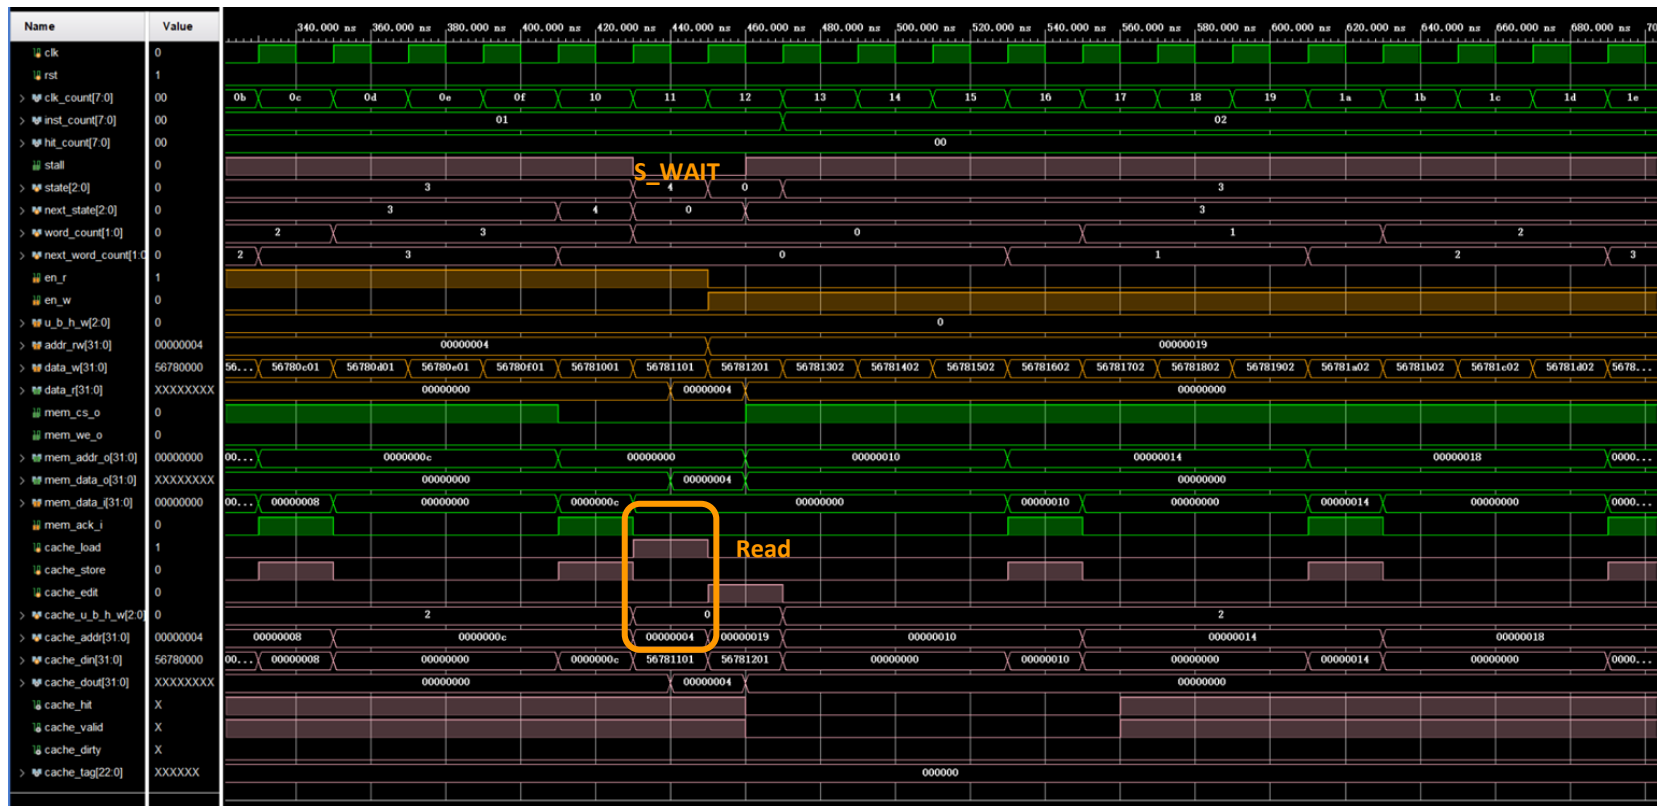 Name Value 340.000 ns 360.000 ns 380.000 ns 400.000 ns 420.000 ns 440.000 ns 460.000 ns 480.000 ns 500.000 ns 520.000 ns 540.000 ns 560.000 ns 580.000 ns 600.000 ns 620.000 ns 640.000 ns 660.000 ns 680.000 ns 70
clk 0
rst 1
clk_count[7:0] 00 0b 0c 0d 0e 0f 10 11 12 13 14 15 16 17 18 19 1a 1b 1c 1d 1e
inst_count[7:0] 00 01 02
hit_count[7:0] 00 00
stall 0
S_WAIT
state[2:0] 0 3 4 0 3
next_state[2:0] 0 3 4 0 3
word_count[1:0] 0 2 3 0 1 2
next_word_count[1:0 0 2 3 0 1 2 3
en_r 1
en_w 0
u_b_h_w[2:0] 0 0
addr_rw[31:0] 00000004 00000004 00000019
data_w[31:0] 56780000 56... 56780c01 56780d01 56780e01 56780f01 56781001 56781101 56781201 56781302 56781402 56781502 56781602 56781702 56781802 56781902 56781a02 56781b02 56781c02 56781d02 5678...
data_r[31:0] XXXXXXXX 00000000 00000004 00000000
mem_cs_o 0
mem_we_o 0
mem_addr_o[31:0] 00000000 00... 0000000c 00000000 00000010 00000014 00000018 0000...
mem_data_o[31:0] XXXXXXXX 00000000 00000004 00000000
mem_data_i[31:0] 00000000 00... 00000008 00000000 0000000c 00000000 00000010 00000000 00000014 00000000 0000...
mem_ack_i 0
cache_load 1
Read
cache_store 0
cache_edit 0
cache_u_b_h_w[2:0] 0 2 0 2
cache_addr[31:0] 00000004 00000008 0000000c 00000004 00000019 00000010 00000014 00000018
cache_din[31:0] 56780000 00... 00000008 00000000 0000000c 56781101 56781201 00000000 00000010 00000000 00000014 00000000 0000...
cache_dout[31:0] XXXXXXXX 00000000 00000004 00000000
cache_hit X
cache_valid X
cache_dirty X
cache_tag[22:0] XXXXXX 000000